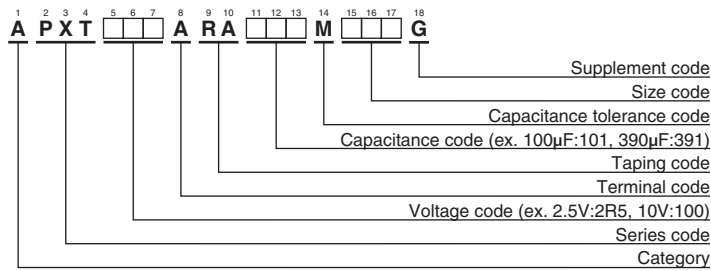 1 2 3 4 5 6 7 8 9 10 11 12 13 14 15 16 17 18
A P X T A R A M G
Supplement code
Size code
Capacitance tolerance code
Capacitance code (ex. 100µF:101, 390µF:391)
Taping code
Terminal code
Voltage code (ex. 2.5V:2R5, 10V:100)
Series code
Category